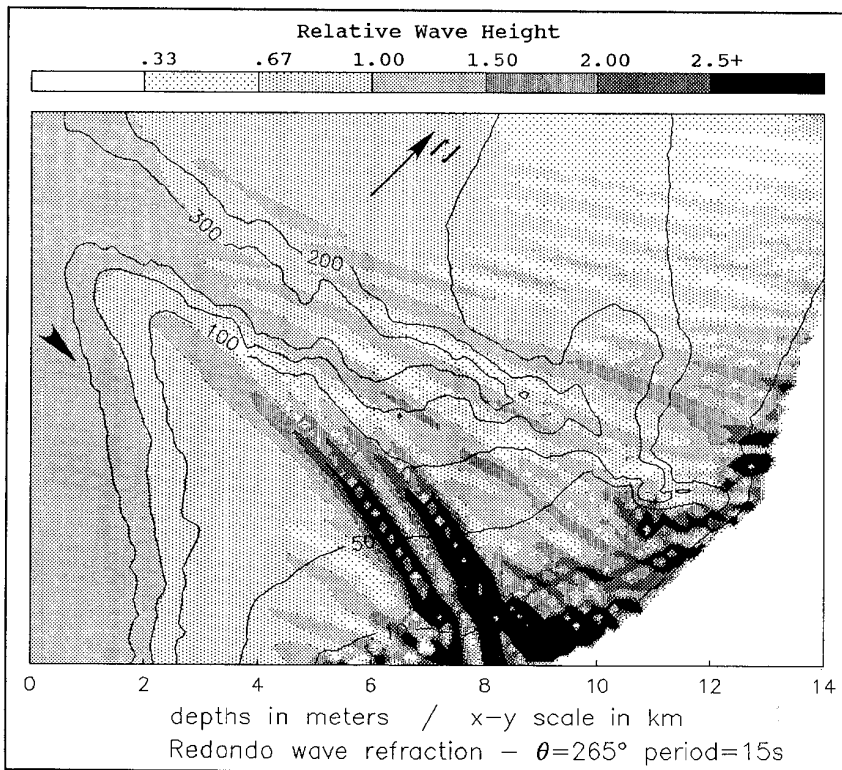 Relative Wave Height
.33 .67 1.00 1.50 2.00 2.5+
300
200
100
50
0 2 4 6 8 10 12 14
depths in meters / x-y scale in km
Redondo wave refraction - θ=265° period=15s